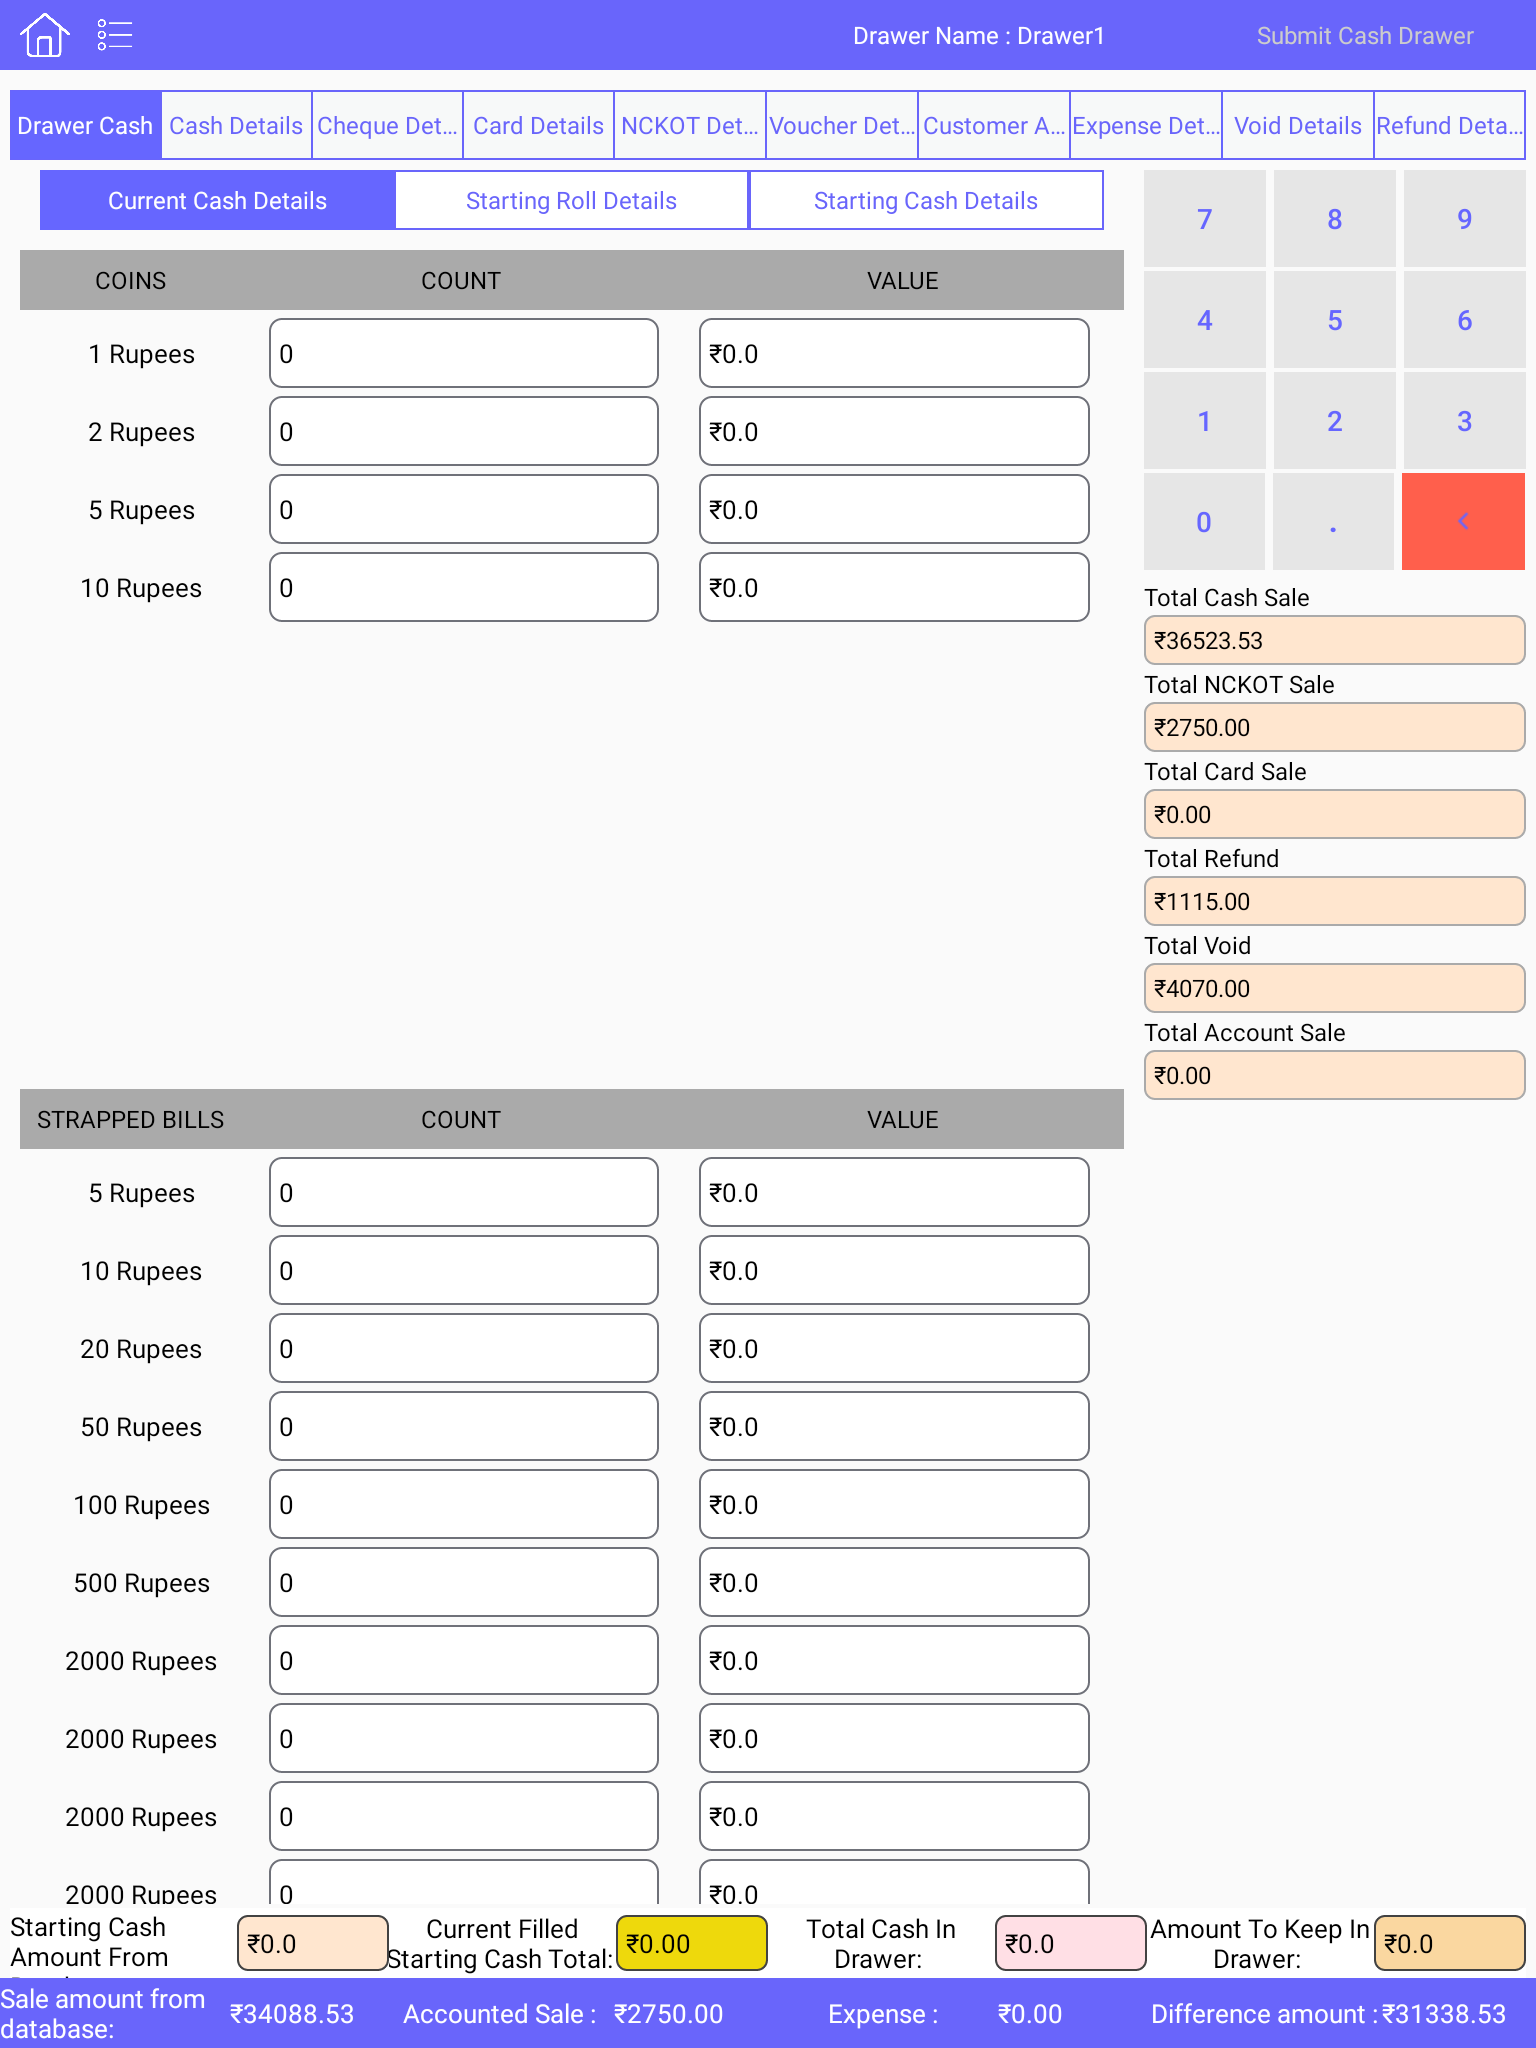 Drawer Name : Drawer1
Submit Cash Drawer
Drawer Cash
Cash Details
Cheque Det...
Card Details
NCKOT Det...
Voucher Det...
Customer A...
Expense Det...
Void Details
Refund Deta...
Current Cash Details
Starting Roll Details
Starting Cash Details
COINS COUNT VALUE
1 Rupees 0 ₹0.0
2 Rupees 0 ₹0.0
5 Rupees 0 ₹0.0
10 Rupees 0 ₹0.0
7 8 9
4 5 6
1 2 3
0 . <
Total Cash Sale
₹36523.53
Total NCKOT Sale
₹2750.00
Total Card Sale
₹0.00
Total Refund
₹1115.00
Total Void
₹4070.00
Total Account Sale
₹0.00
STRAPPED BILLS COUNT VALUE
5 Rupees 0 ₹0.0
10 Rupees 0 ₹0.0
20 Rupees 0 ₹0.0
50 Rupees 0 ₹0.0
100 Rupees 0 ₹0.0
500 Rupees 0 ₹0.0
2000 Rupees 0 ₹0.0
2000 Rupees 0 ₹0.0
2000 Rupees 0 ₹0.0
2000 Rupees 0 ₹0.0
Starting Cash
Amount From
₹0.0
Current Filled
Starting Cash Total:
₹0.00
Total Cash In
Drawer:
₹0.0
Amount To Keep In
Drawer:
₹0.0
Sale amount from
database:
₹34088.53
Accounted Sale : ₹2750.00
Expense : ₹0.00
Difference amount : ₹31338.53